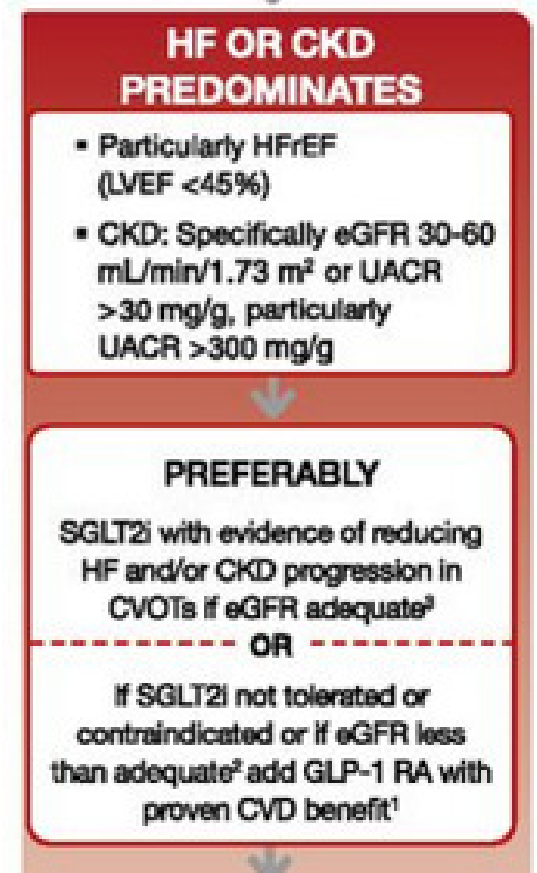 HF OR CKD
PREDOMINATES
▪ Particularly HFrEF
(LVEF <45%)
▪ CKD: Specifically eGFR 30-60
mL/min/1.73 m² or UACR
>30 mg/g, particularly
UACR >300 mg/g
PREFERABLY
SGLT2i with evidence of reducing
HF and/or CKD progression in
CVOTs if eGFR adequate³
OR
If SGLT2i not tolerated or
contraindicated or if eGFR less
than adequate² add GLP-1 RA with
proven CVD benefit¹